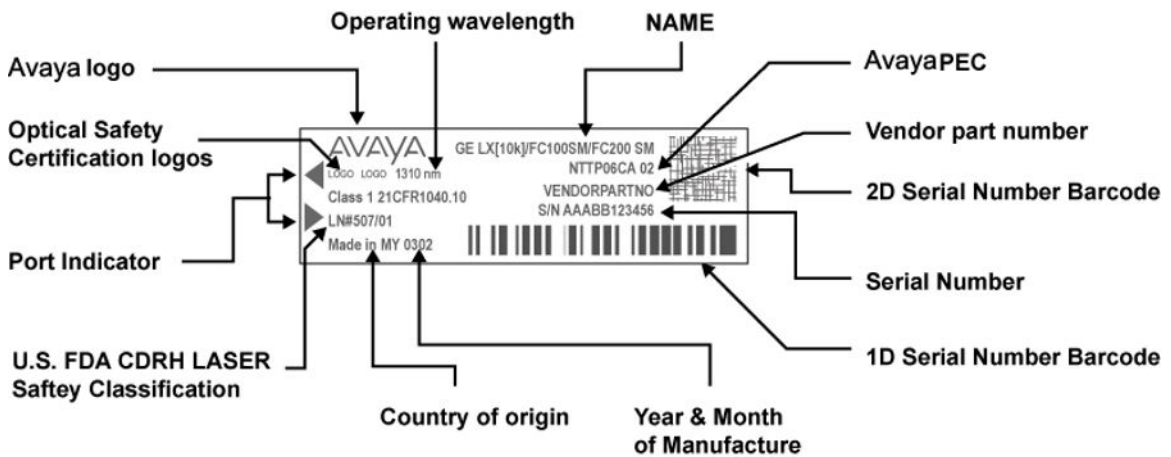 Operating wavelength
NAME
Avaya logo
Avaya PEC
Optical Safety
Certification logos
Vendor part number
2D Serial Number Barcode
Port Indicator
Serial Number
U.S. FDA CDRH LASER
Saftey Classification
1D Serial Number Barcode
Country of origin
Year & Month
of Manufacture
AVAYA
GE LX[10k]/FC100SM/FC200 SM
NTTP06CA 02
LOGO LOGO 1310 nm
VENDORPARTNO
Class 1 21CFR1040.10
S/N AAABB123456
LN#507/01
Made in MY 0302